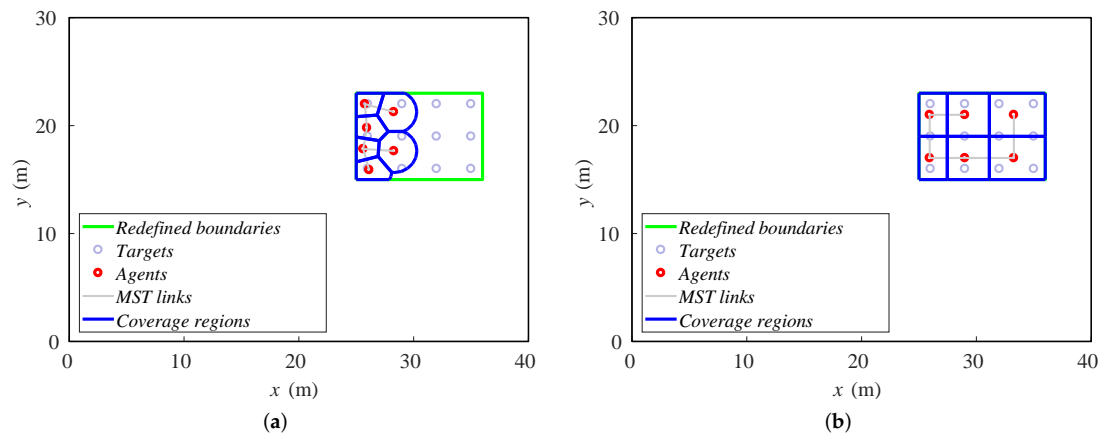 30
20
10
0
y (m)
Redefined boundaries
Targets
Agents
MST links
Coverage regions
0 10 20 30 40
x (m)
(a)
30
20
10
0
y (m)
Redefined boundaries
Targets
Agents
MST links
Coverage regions
0 10 20 30 40
x (m)
(b)